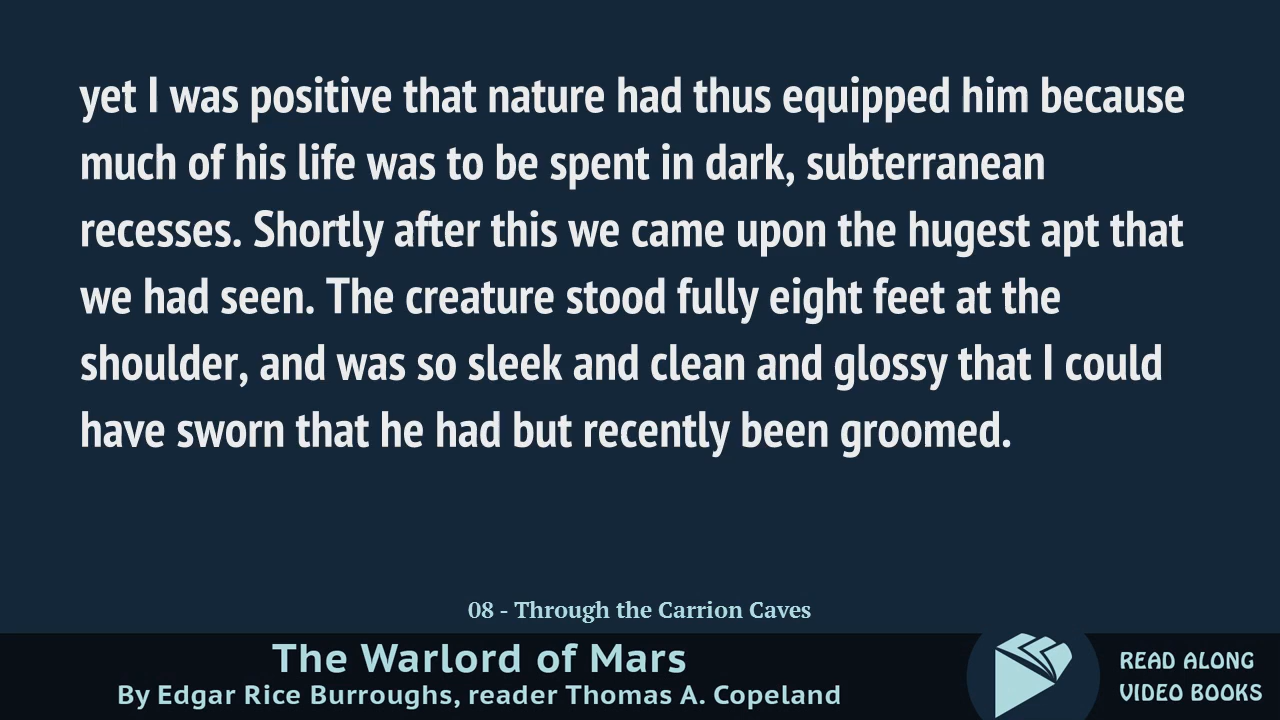 yet I was positive that nature had thus equipped him because
much of his life was to be spent in dark, subterranean
recesses. Shortly after this we came upon the hugest apt that
we had seen. The creature stood fully eight feet at the
shoulder, and was so sleek and clean and glossy that I could
have sworn that he had but recently been groomed.
08 - Through the Carrion Caves
The Warlord of Mars
By Edgar Rice Burroughs, reader Thomas A. Copeland
READ ALONG
VIDEO BOOKS